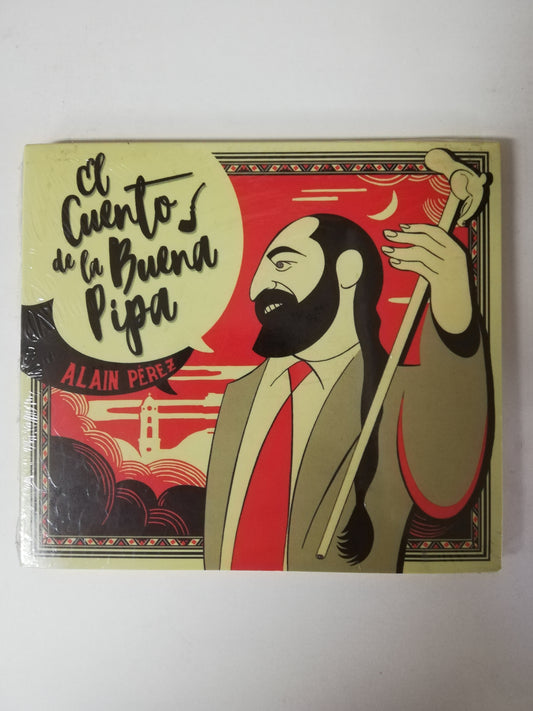 El
Cuento
de la Buena
Pipa
ALAIN PÉREZ